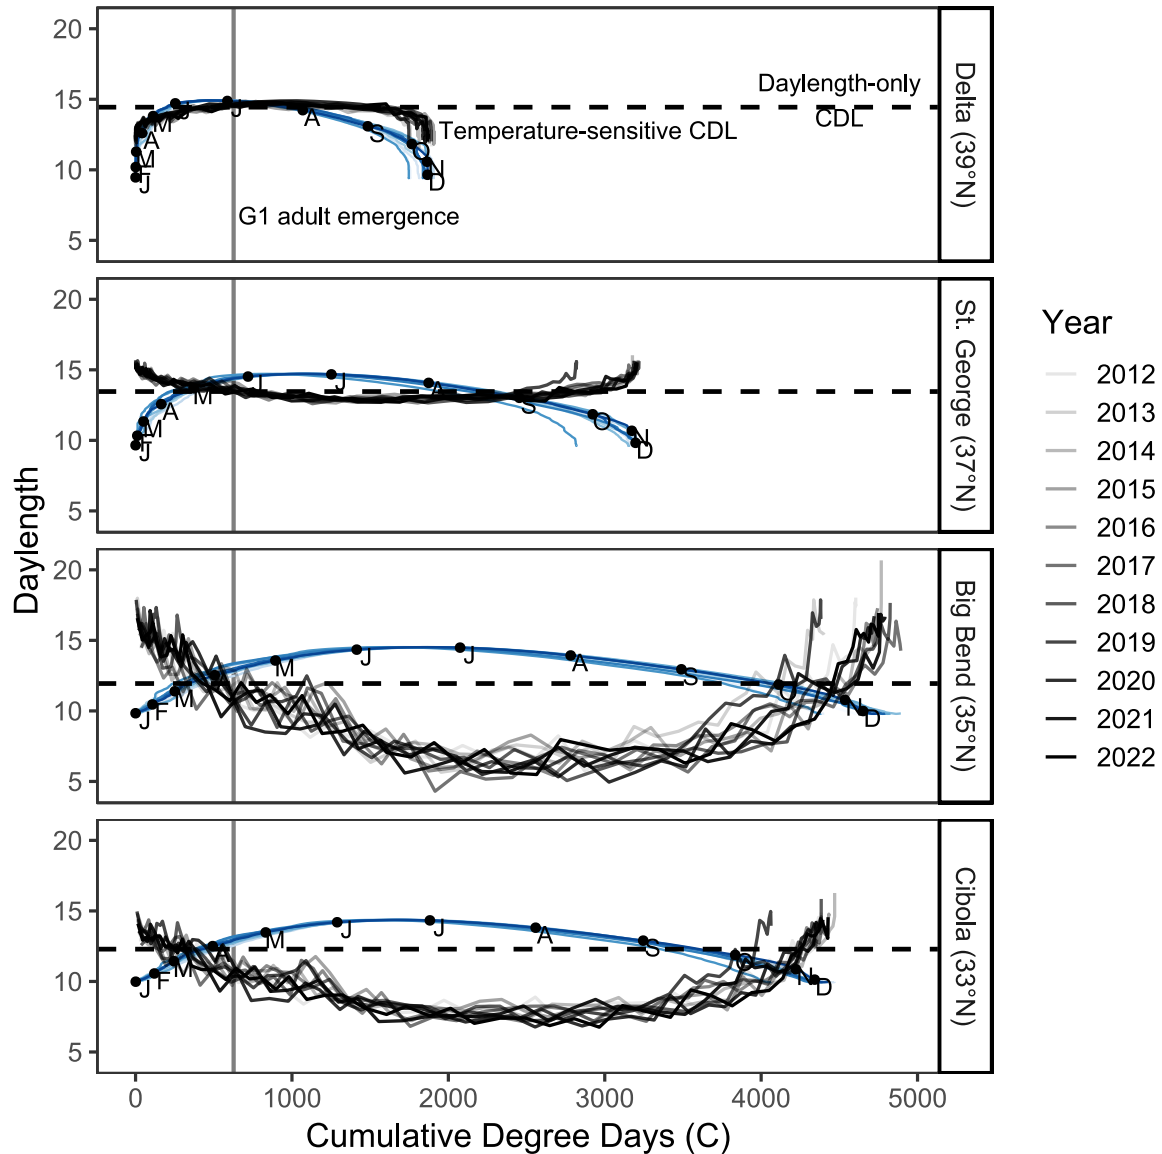 20
15
10
5
Daylength-only
CDL
Temperature-sensitive CDL
G1 adult emergence
J
F
M
A
M
J
J
A
S
O
N
D
Delta (39°N)
20
15
10
5
J
F
M
A
M
J
J
A
S
O
N
D
St. George (37°N)
20
15
10
5
J
F
M
A
M
J
J
A
S
O
N
D
Big Bend (35°N)
20
15
10
5
J
F
M
A
M
J
J
A
S
O
N
D
Cibola (33°N)
0
1000
2000
3000
4000
5000
Cumulative Degree Days (C)
Daylength
Year
2012
2013
2014
2015
2016
2017
2018
2019
2020
2021
2022